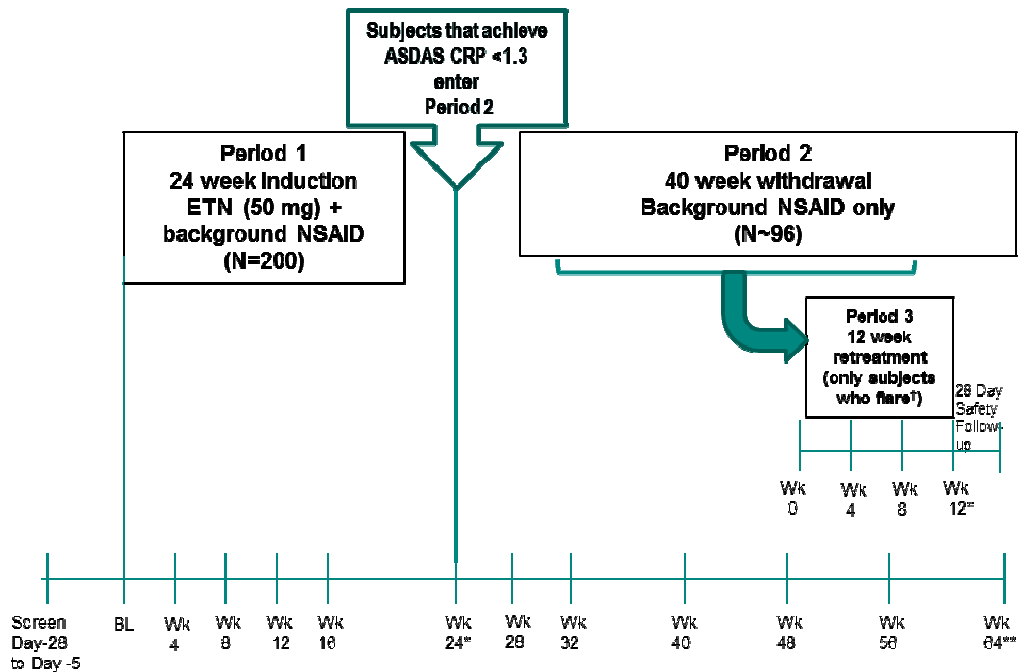 Subjects that achieve
ASDAS CRP <1.3
enter
Period 2
Period 1
24 week induction
ETN (50 mg) +
background NSAID
(N=200)
Period 2
40 week withdrawal
Background NSAID only
(N~96)
Period 3
12 week
retreatment
(only subjects
who flare†)
28 Day
Safety
Follow-
up
Wk
0
Wk
4
Wk
8
Wk
12*
Screen
Day-28
to Day -5
BL
Wk
4
Wk
8
Wk
12
Wk
16
Wk
24*
Wk
28
Wk
32
Wk
40
Wk
48
Wk
56
Wk
64**